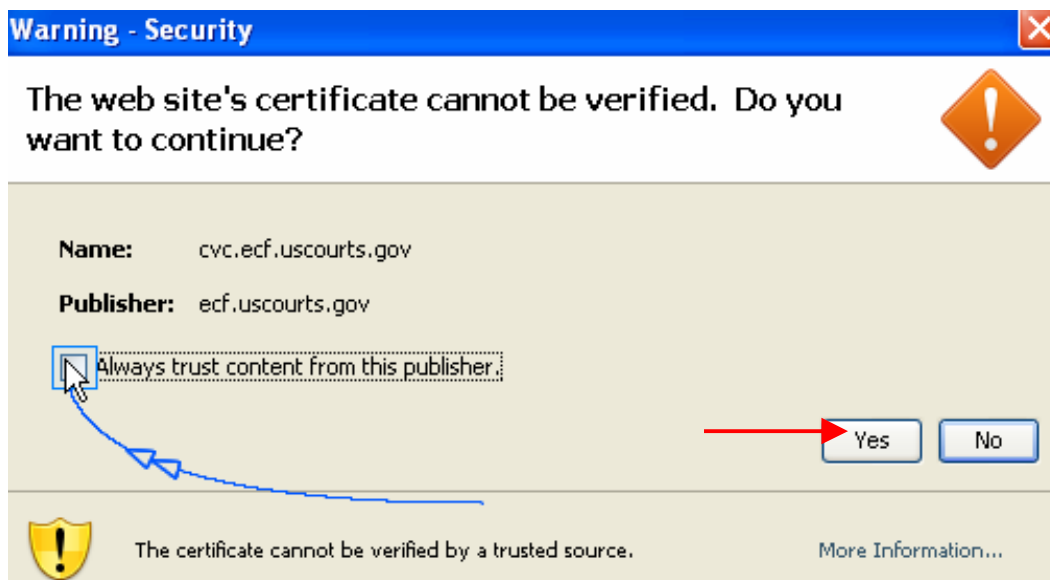 Warning - Security
The web site's certificate cannot be verified. Do you
want to continue?
Name: cvc.ecf.uscourts.gov
Publisher: ecf.uscourts.gov
Always trust content from this publisher.
Yes No
The certificate cannot be verified by a trusted source. More Information...